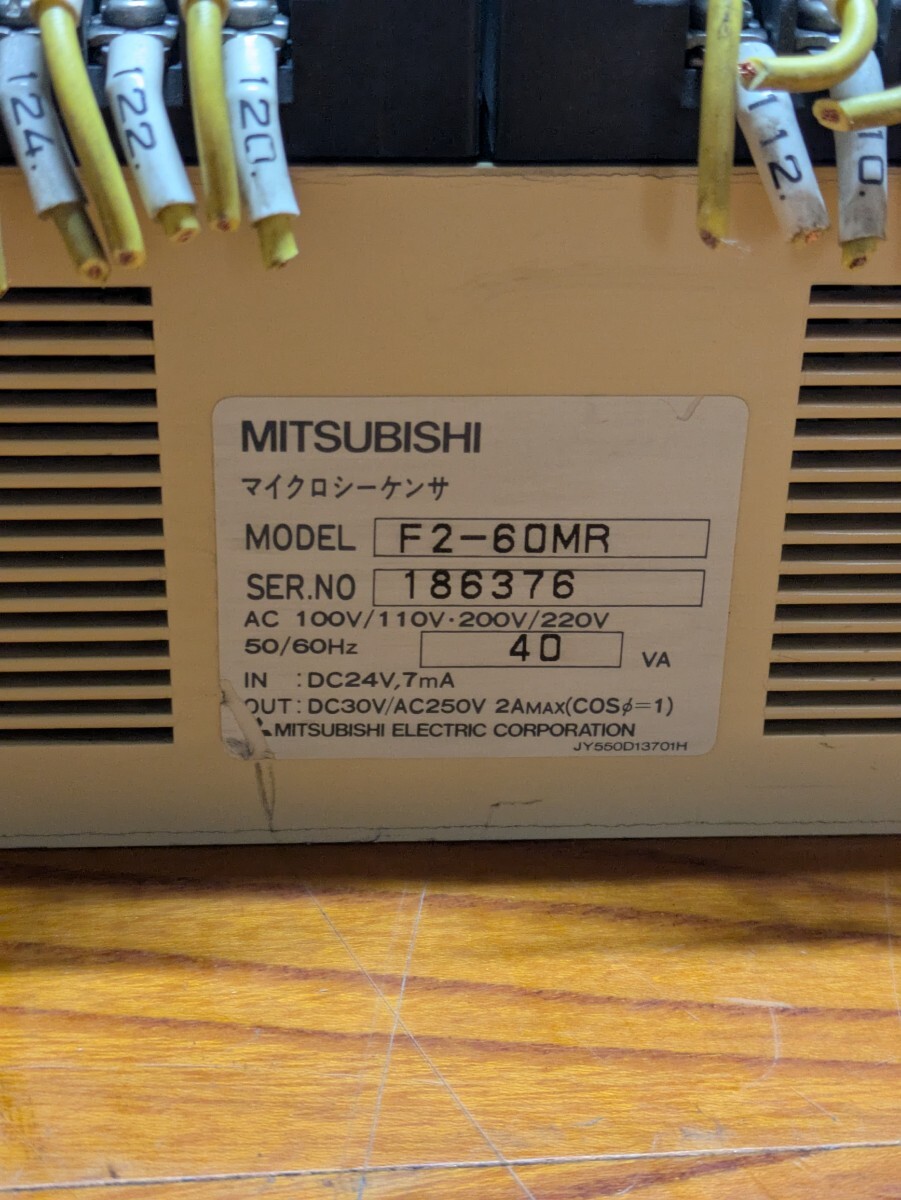 124.
122.
120.
112.
10.
MITSUBISHI
マイクロシーケンサ
MODEL F2-60MR
SER.NO 186376
AC 100V/110V·200V/220V
50/60Hz 40 VA
IN :DC24V,7mA
OUT:DC30V/AC250V 2AMAX(COSφ=1)
MITSUBISHI ELECTRIC CORPORATION
JY550D13701H